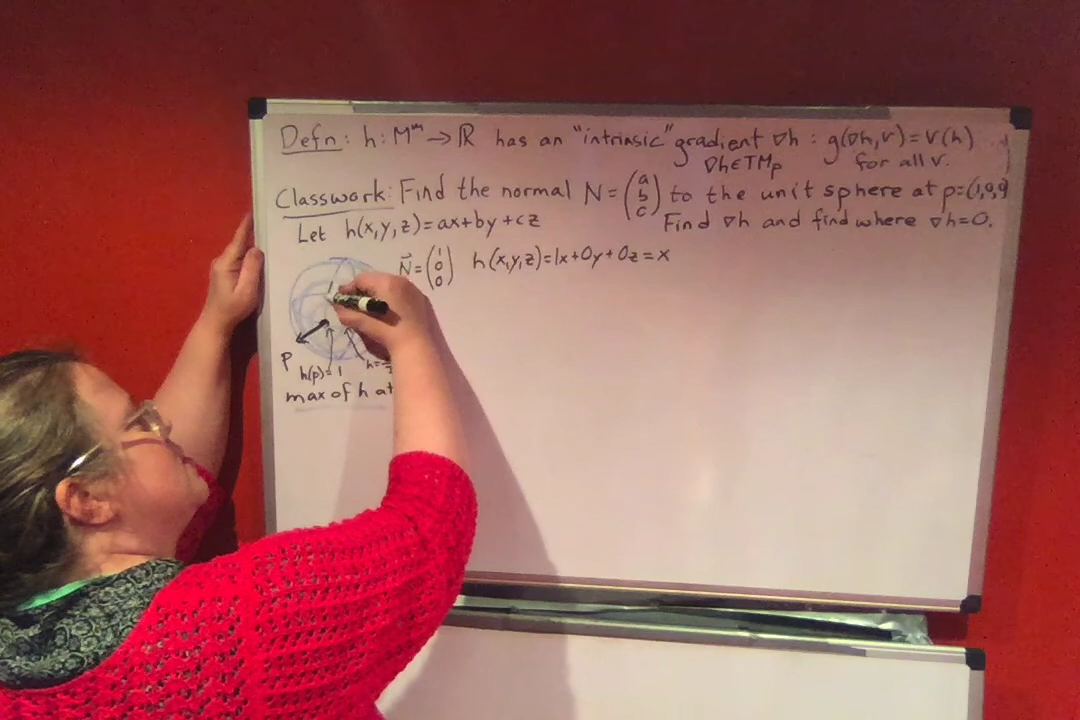 Defn: h: Mᵐ → ℝ has an "intrinsic" gradient ∇h : g(∇h, V) = V(h)
∇h ∈ TMₚ for all V.
Classwork: Find the normal N = (a b c) to the unit sphere at p=(1,0,0)
Let h(x,y,z) = ax+by+cz Find ∇h and find where ∇h=0.
N⃗ = (1 0 0) h(x,y,z) = 1x+0y+0z = x
P
h(p)=1 h=
max of h at